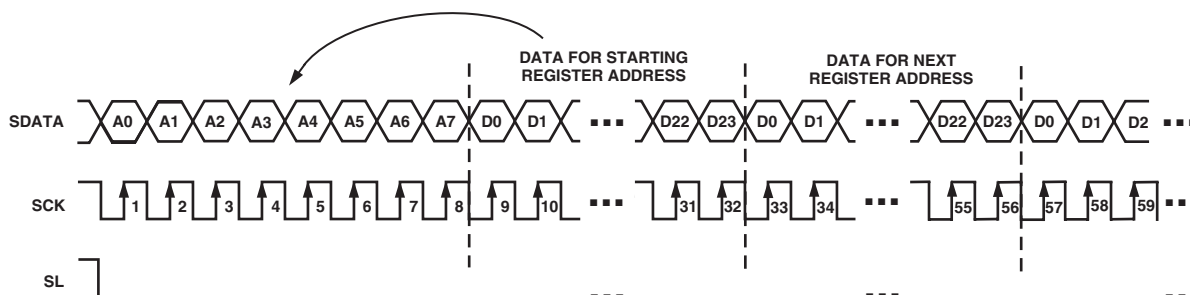 DATA FOR STARTING
REGISTER ADDRESS
DATA FOR NEXT
REGISTER ADDRESS
SDATA A0 A1 A2 A3 A4 A5 A6 A7 D0 D1 D22 D23 D0 D1 D22 D23 D0 D1 D2
SCK 1 2 3 4 5 6 7 8 9 10 31 32 33 34 55 56 57 58 59
SL